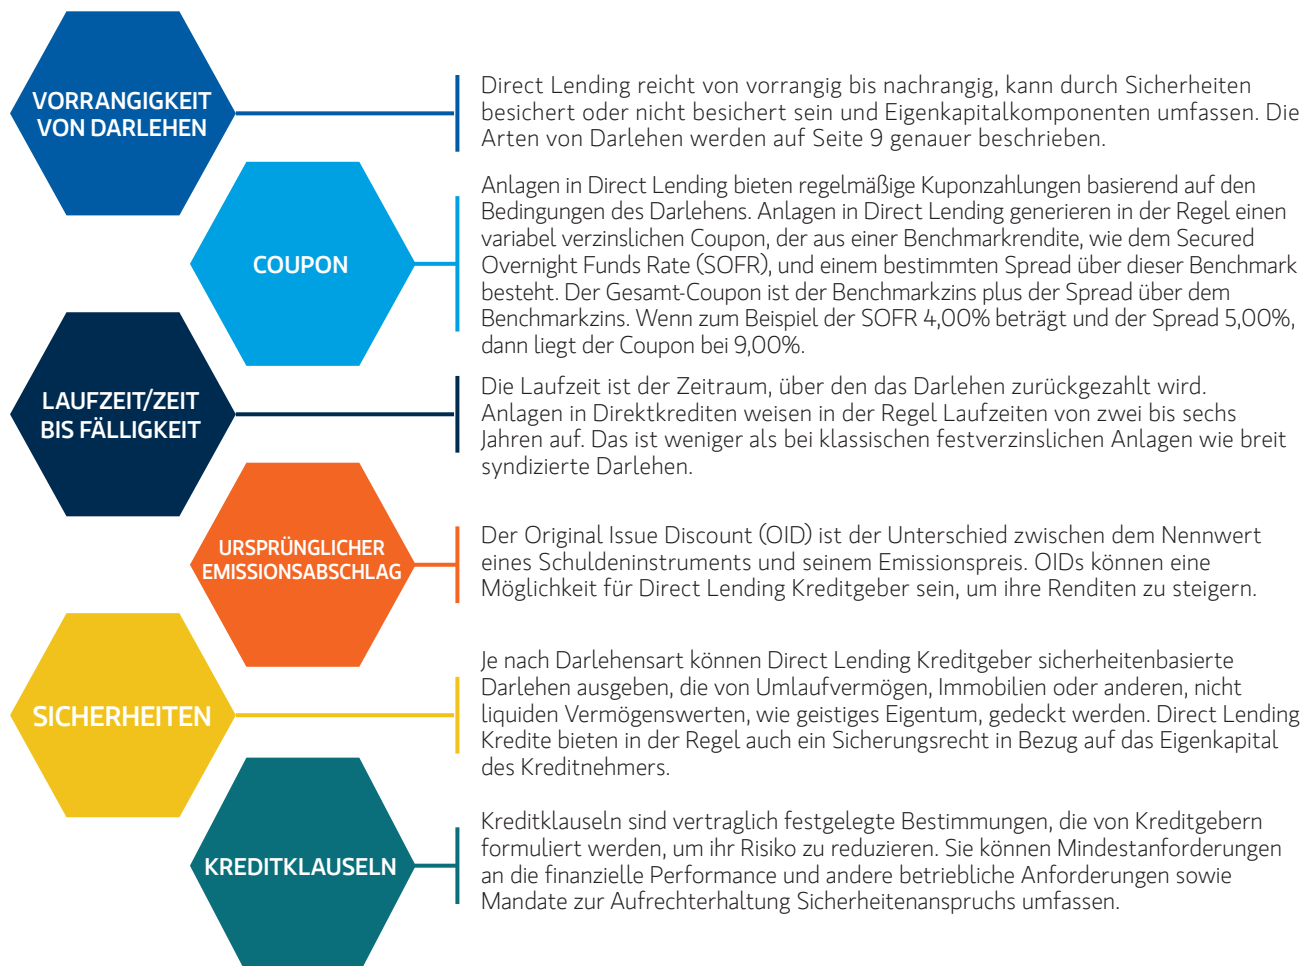 VORRANGIGKEIT
VON DARLEHEN
Direct Lending reicht von vorrangig bis nachrangig, kann durch Sicherheiten
besichert oder nicht besichert sein und Eigenkapitalkomponenten umfassen. Die
Arten von Darlehen werden auf Seite 9 genauer beschrieben.
COUPON
Anlagen in Direct Lending bieten regelmäßige Kuponzahlungen basierend auf den
Bedingungen des Darlehens. Anlagen in Direct Lending generieren in der Regel einen
variabel verzinslichen Coupon, der aus einer Benchmarkrendite, wie dem Secured
Overnight Funds Rate (SOFR), und einem bestimmten Spread über dieser Benchmark
besteht. Der Gesamt-Coupon ist der Benchmarkzins plus der Spread über dem
Benchmarkzins. Wenn zum Beispiel der SOFR 4,00% beträgt und der Spread 5,00%,
dann liegt der Coupon bei 9,00%.
LAUFZEIT/ZEIT
BIS FÄLLIGKEIT
Die Laufzeit ist der Zeitraum, über den das Darlehen zurückgezahlt wird.
Anlagen in Direktkrediten weisen in der Regel Laufzeiten von zwei bis sechs
Jahren auf. Das ist weniger als bei klassischen festverzinslichen Anlagen wie breit
syndizierte Darlehen.
URSPRÜNGLICHER
EMISSIONSABSCHLAG
Der Original Issue Discount (OID) ist der Unterschied zwischen dem Nennwert
eines Schuldeninstruments und seinem Emissionspreis. OIDs können eine
Möglichkeit für Direct Lending Kreditgeber sein, um ihre Renditen zu steigern.
SICHERHEITEN
Je nach Darlehensart können Direct Lending Kreditgeber sicherheitenbasierte
Darlehen ausgeben, die von Umlaufvermögen, Immobilien oder anderen, nicht
liquiden Vermögenswerten, wie geistiges Eigentum, gedeckt werden. Direct Lending
Kredite bieten in der Regel auch ein Sicherungsrecht in Bezug auf das Eigenkapital
des Kreditnehmers.
KREDITKLAUSELN
Kreditklauseln sind vertraglich festgelegte Bestimmungen, die von Kreditgebern
formuliert werden, um ihr Risiko zu reduzieren. Sie können Mindestanforderungen
an die finanzielle Performance und andere betriebliche Anforderungen sowie
Mandate zur Aufrechterhaltung Sicherheitenanspruchs umfassen.